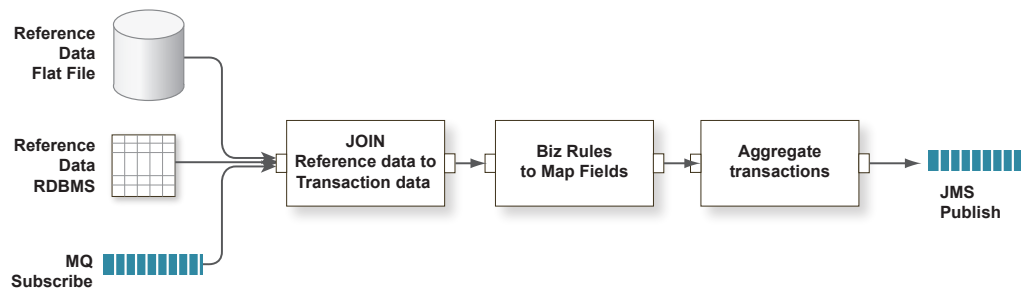 Reference
Data
Flat File
Reference
Data
RDBMS
MQ
Subscribe
JOIN
Reference data to
Transaction data
Biz Rules
to Map Fields
Aggregate
transactions
JMS
Publish